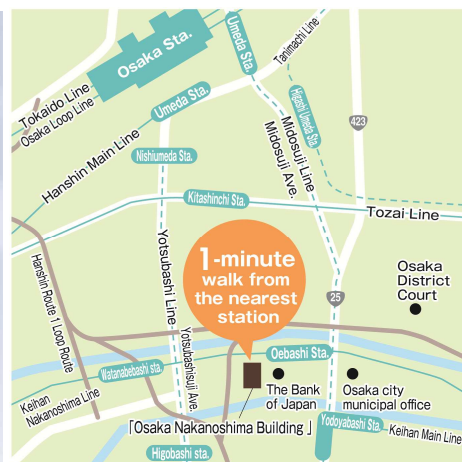 Osaka Sta.
Umeda Sta.
Tanimachi Line
Tokaido Line
Osaka Loop Line
Umeda Sta.
Higashi Umeda Sta.
423
Hanshin Main Line
Midosuji Line
Midosuji Ave.
Nishiumeda Sta.
Kitashinchi Sta.
Tozai Line
Hanshin Route 1 Loop Route
Yotsubashi Line
1-minute
walk from
the nearest
station
Osaka
District
Court
25
Yotsubashisuji Ave.
Oebashi Sta.
Watanabebashi sta.
Keihan
Nakanoshima Line
The Bank
of Japan
Osaka city
municipal office
「Osaka Nakanoshima Building 」
Yodoyabashi Sta.
Keihan Main Line
Higobashi sta.